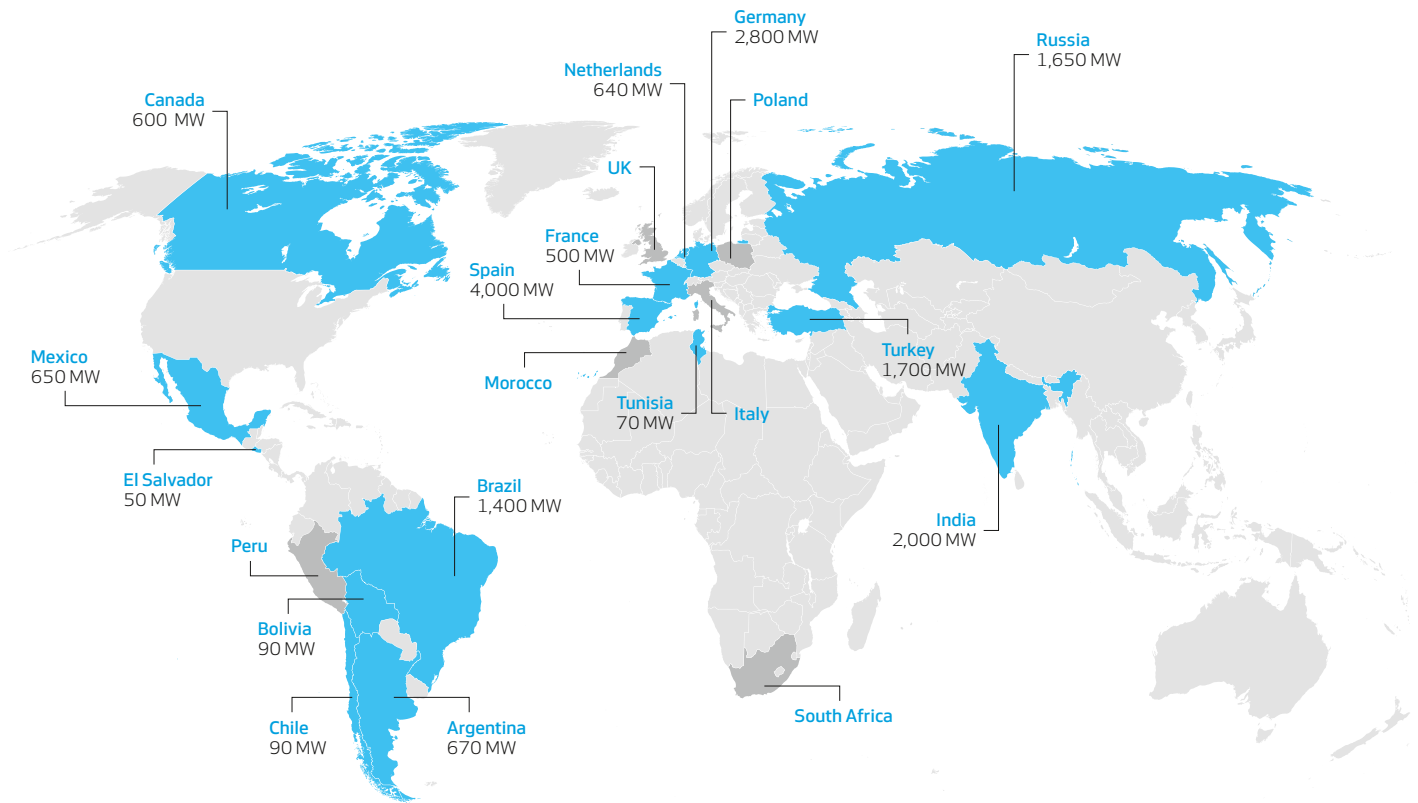 Germany
2,800 MW
Russia
1,650 MW
Netherlands
640 MW
Poland
Canada
600 MW
UK
France
500 MW
Spain
4,000 MW
Turkey
1,700 MW
Mexico
650 MW
Morocco
Tunisia
70 MW
Italy
El Salvador
50 MW
Brazil
1,400 MW
India
2,000 MW
Peru
Bolivia
90 MW
South Africa
Chile
90 MW
Argentina
670 MW